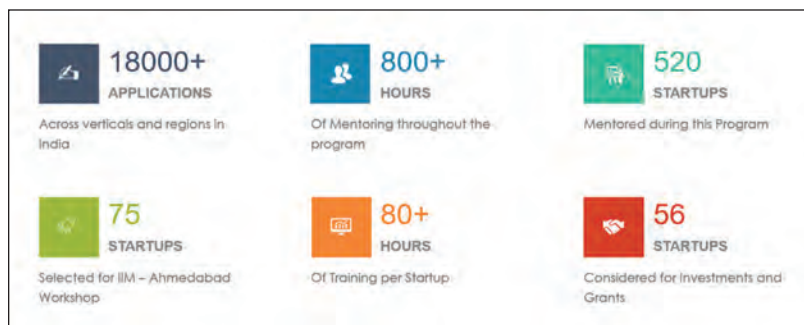 18000+
APPLICATIONS
Across verticals and regions in
India
800+
HOURS
Of Mentoring throughout the
program
520
STARTUPS
Mentored during this Program
75
STARTUPS
Selected for IIM – Ahmedabad
Workshop
80+
HOURS
Of Training per Startup
56
STARTUPS
Considered for Investments and
Grants